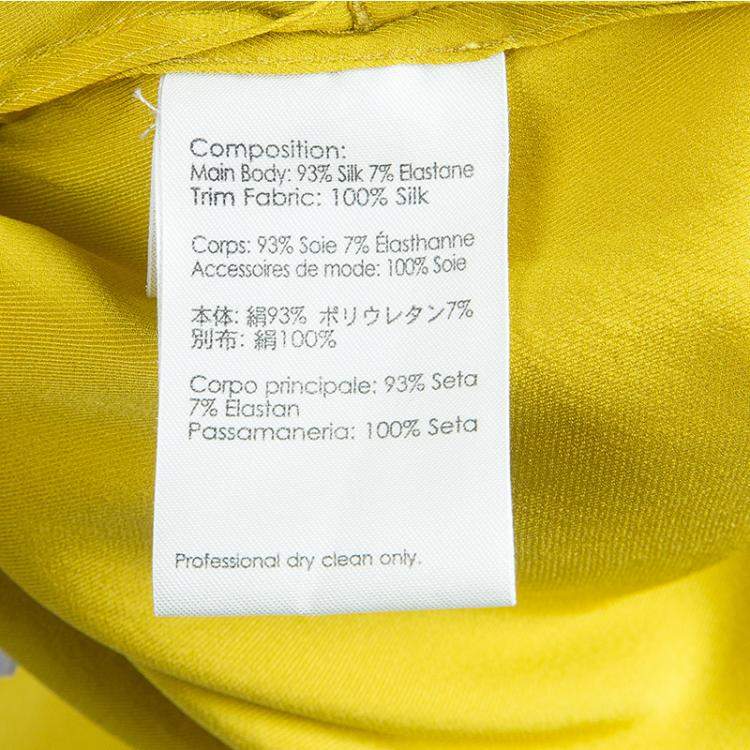 Composition:
Main Body: 93% Silk 7% Elastane
Trim Fabric: 100% Silk
Corps: 93% Soie 7% Élasthanne
Accessoires de mode: 100% Soie
本体: 絹93% ポリウレタン7%
別布: 絹100%
Corpo principale: 93% Seta
7% Elastan
Passamaneria: 100% Seta
Professional dry clean only.